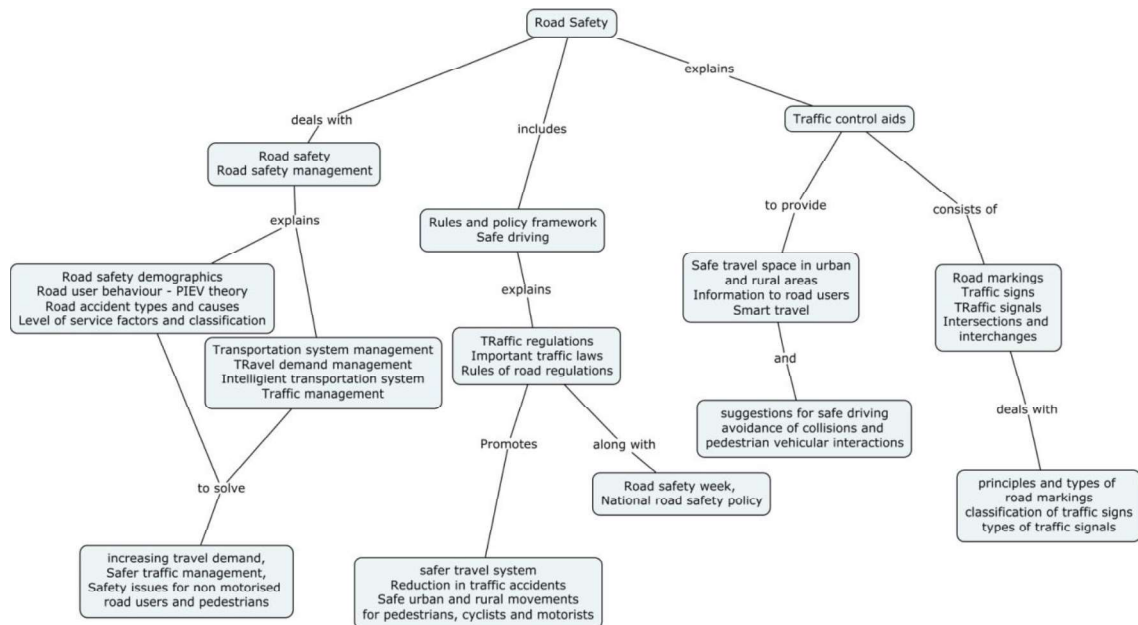 Road Safety
explains
deals with
includes
Traffic control aids
Road safety
Road safety management
to provide
consists of
explains
Rules and policy framework
Safe driving
Road safety demographics
Road user behaviour - PIEV theory
Road accident types and causes
Level of service factors and classification
Safe travel space in urban
and rural areas
Information to road users
Smart travel
Road markings
Traffic signs
TRaffic signals
Intersections and
interchanges
explains
Transportation system management
TRavel demand management
Intelligient transportation system
Traffic management
TRaffic regulations
Important traffic laws
Rules of road regulations
and
suggestions for safe driving
avoidance of collisions and
pedestrian vehicular interactions
deals with
Promotes
along with
to solve
Road safety week,
National road safety policy
principles and types of
road markings
classification of traffic signs
types of traffic signals
increasing travel demand,
Safer traffic management,
Safety issues for non motorised
road users and pedestrians
safer travel system
Reduction in traffic accidents
Safe urban and rural movements
for pedestrians, cyclists and motorists